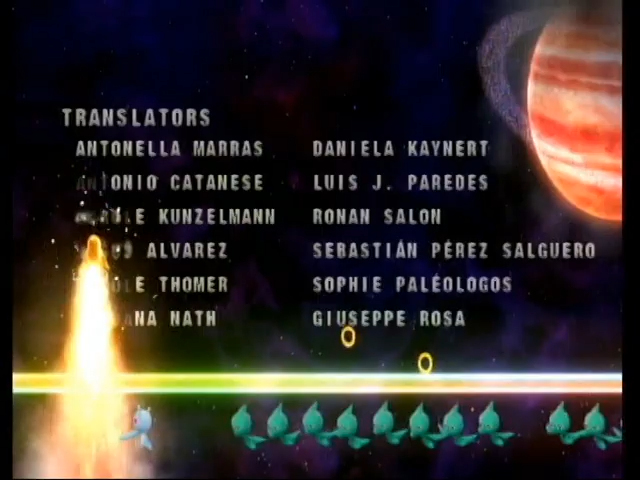 TRANSLATORS
ANTONELLA MARRAS DANIELA KAYNERT
ANTONIO CATANESE LUIS J. PAREDES
KUNZELMANN RONAN SALON
ALVAREZ SEBASTIÁN PÉREZ SALGUERO
THOMER SOPHIE PALÉOLOGOS
NATH GIUSEPPE ROSA